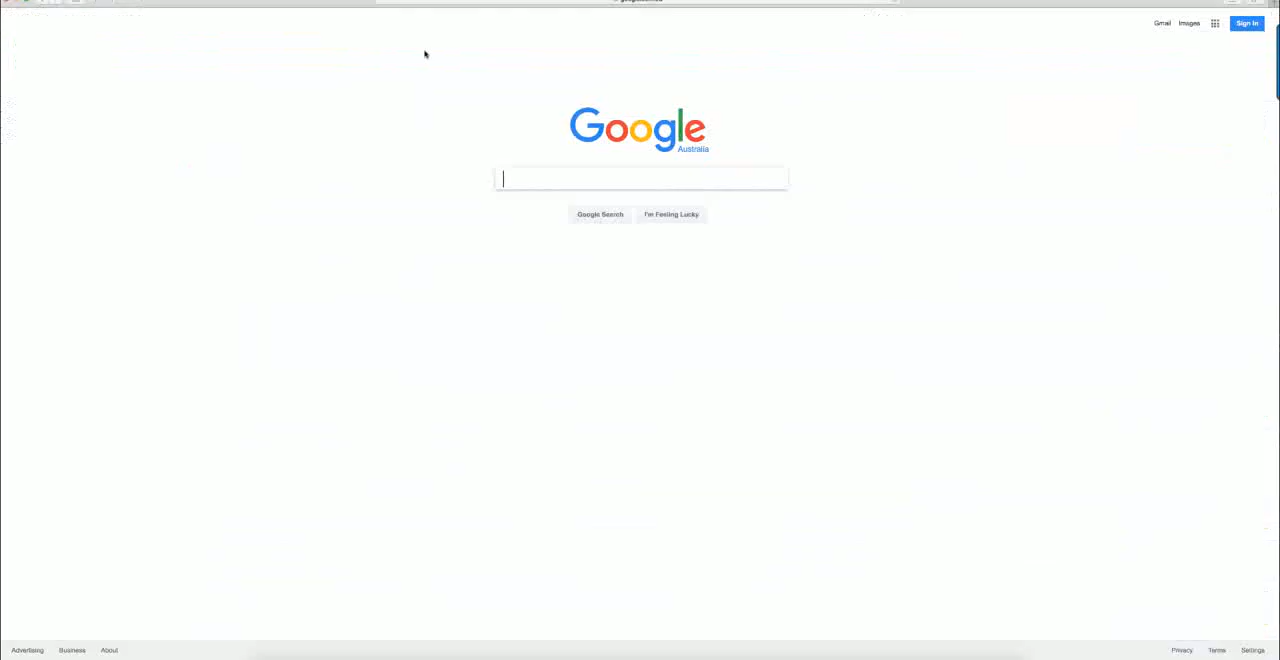 Gmail Images Sign in
Google
Australia
Google Search I'm Feeling Lucky
Advertising Business About Privacy Terms Settings